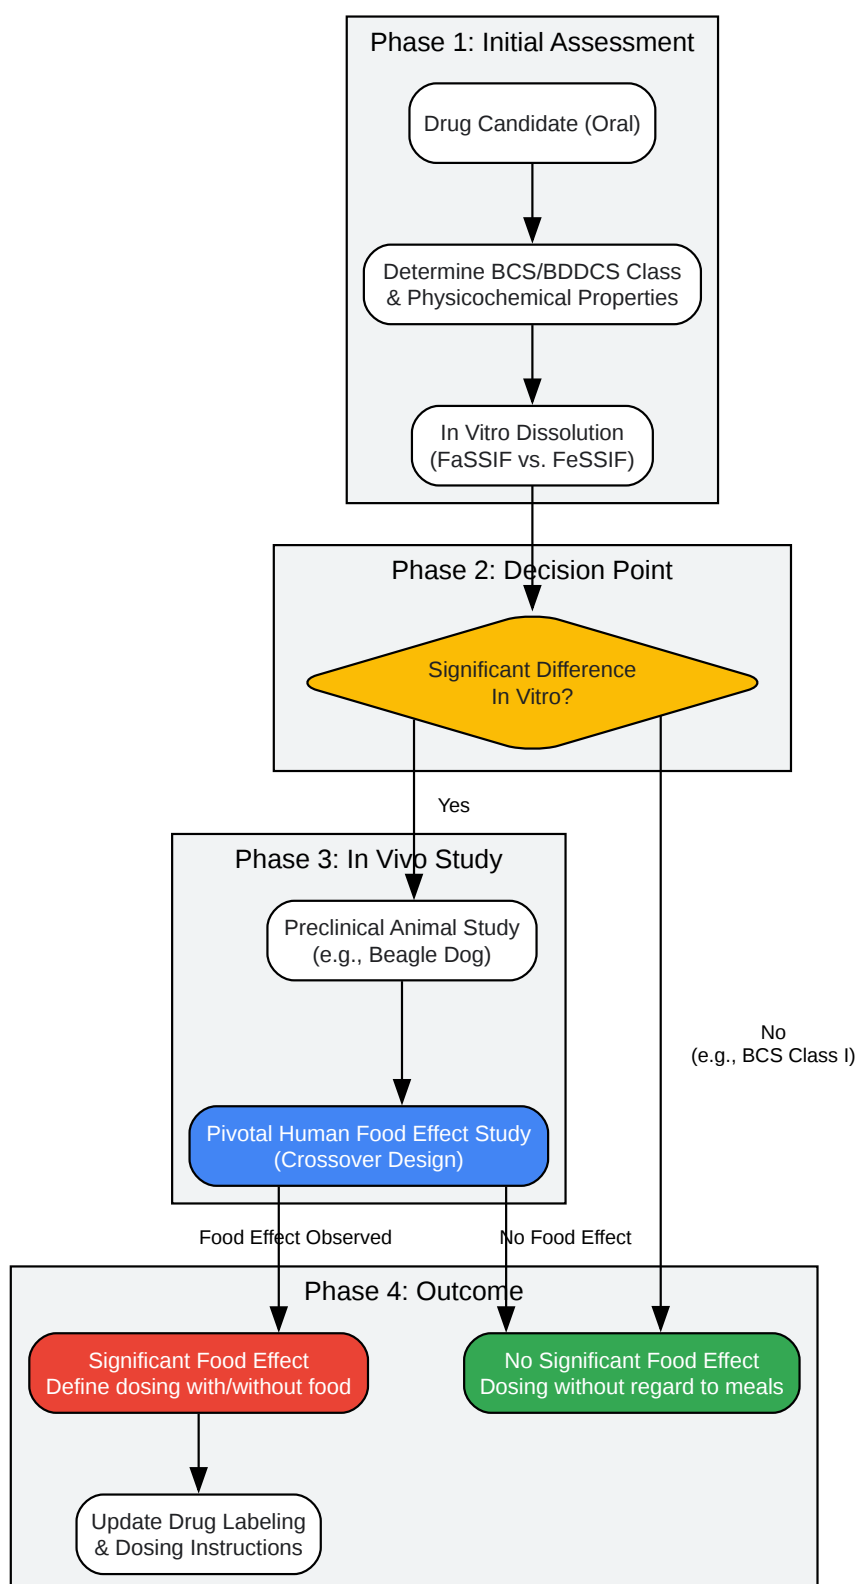 Phase 1: Initial Assessment
Drug Candidate (Oral)
Determine BCS/BDDCS Class
& Physicochemical Properties
In Vitro Dissolution
(FaSSIF vs. FeSSIF)
Phase 2: Decision Point
Significant Difference
In Vitro?
Yes
Phase 3: In Vivo Study
Preclinical Animal Study
(e.g., Beagle Dog)
No
(e.g., BCS Class I)
Pivotal Human Food Effect Study
(Crossover Design)
Food Effect Observed
No Food Effect
Phase 4: Outcome
Significant Food Effect
Define dosing with/without food
No Significant Food Effect
Dosing without regard to meals
Update Drug Labeling
& Dosing Instructions